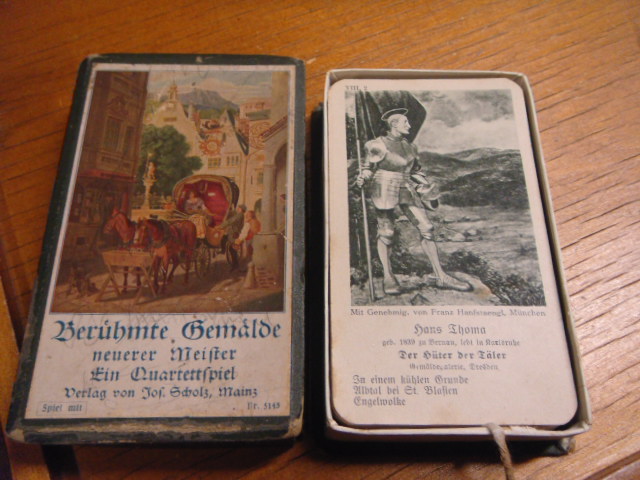 Berühmte Gemälde
neuerer Meister
Ein Quartettspiel
Verlag von Jos. Scholz, Mainz
Spiel mit
Nr. 5149
VIII, 1
Mit Genehmig. von Franz Hanfstaengl, München
Hans Thoma
geb. 1839 zu Bernau, lebt in Karlsruhe
Der Hüter der Täler
Dresden
In einem kühlen Grunde
Albtal bei St. Blasien
Engelwolke